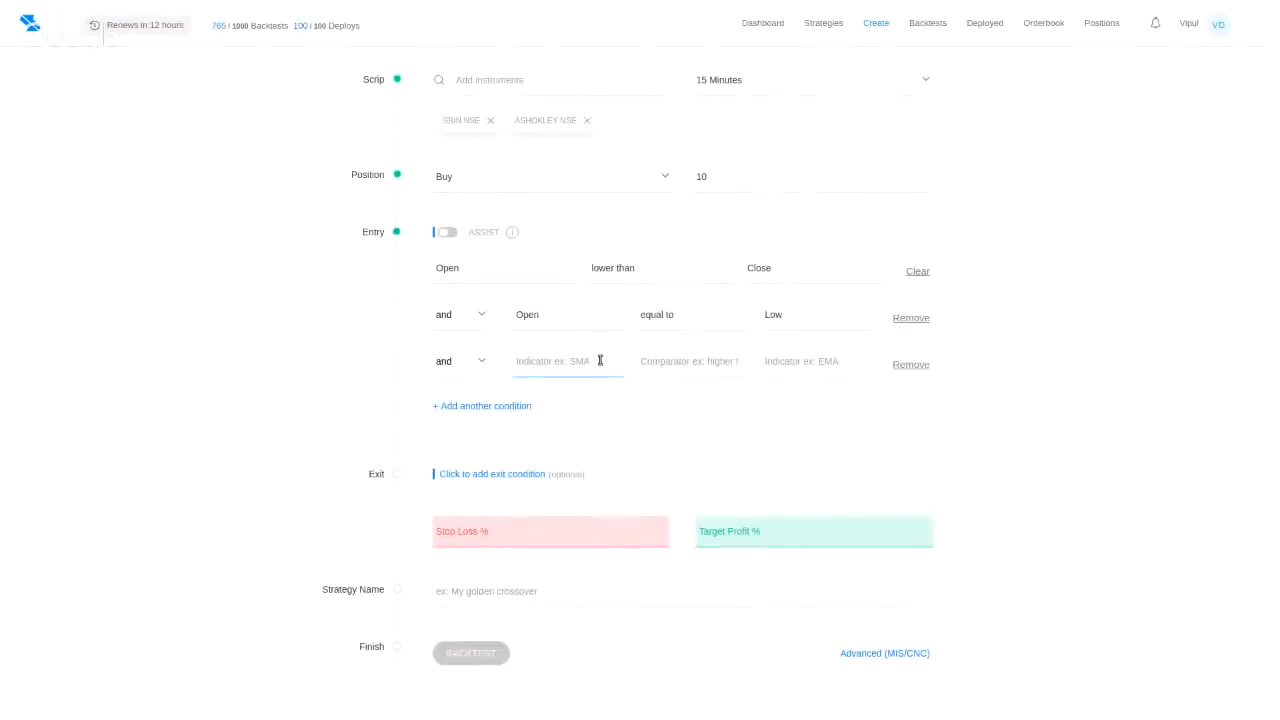 Renews in 12 hours
765 / 1000 Backtests 100 / 100 Deploys
Dashboard Strategies Create Backtests Deployed Orderbook Positions
Vipul VD
Scrip Add instruments 15 Minutes
SBIN NSE ASHOKLEY NSE
Position Buy 10
Entry ASSIST i
Open lower than Close Clear
and Open equal to Low Remove
and Indicator ex: SMA Comparator ex: higher t Indicator ex: EMA Remove
+ Add another condition
Exit Click to add exit condition (optional)
Stop Loss % Target Profit %
Strategy Name ex: My golden crossover
Finish BACKTEST Advanced (MIS/CNC)